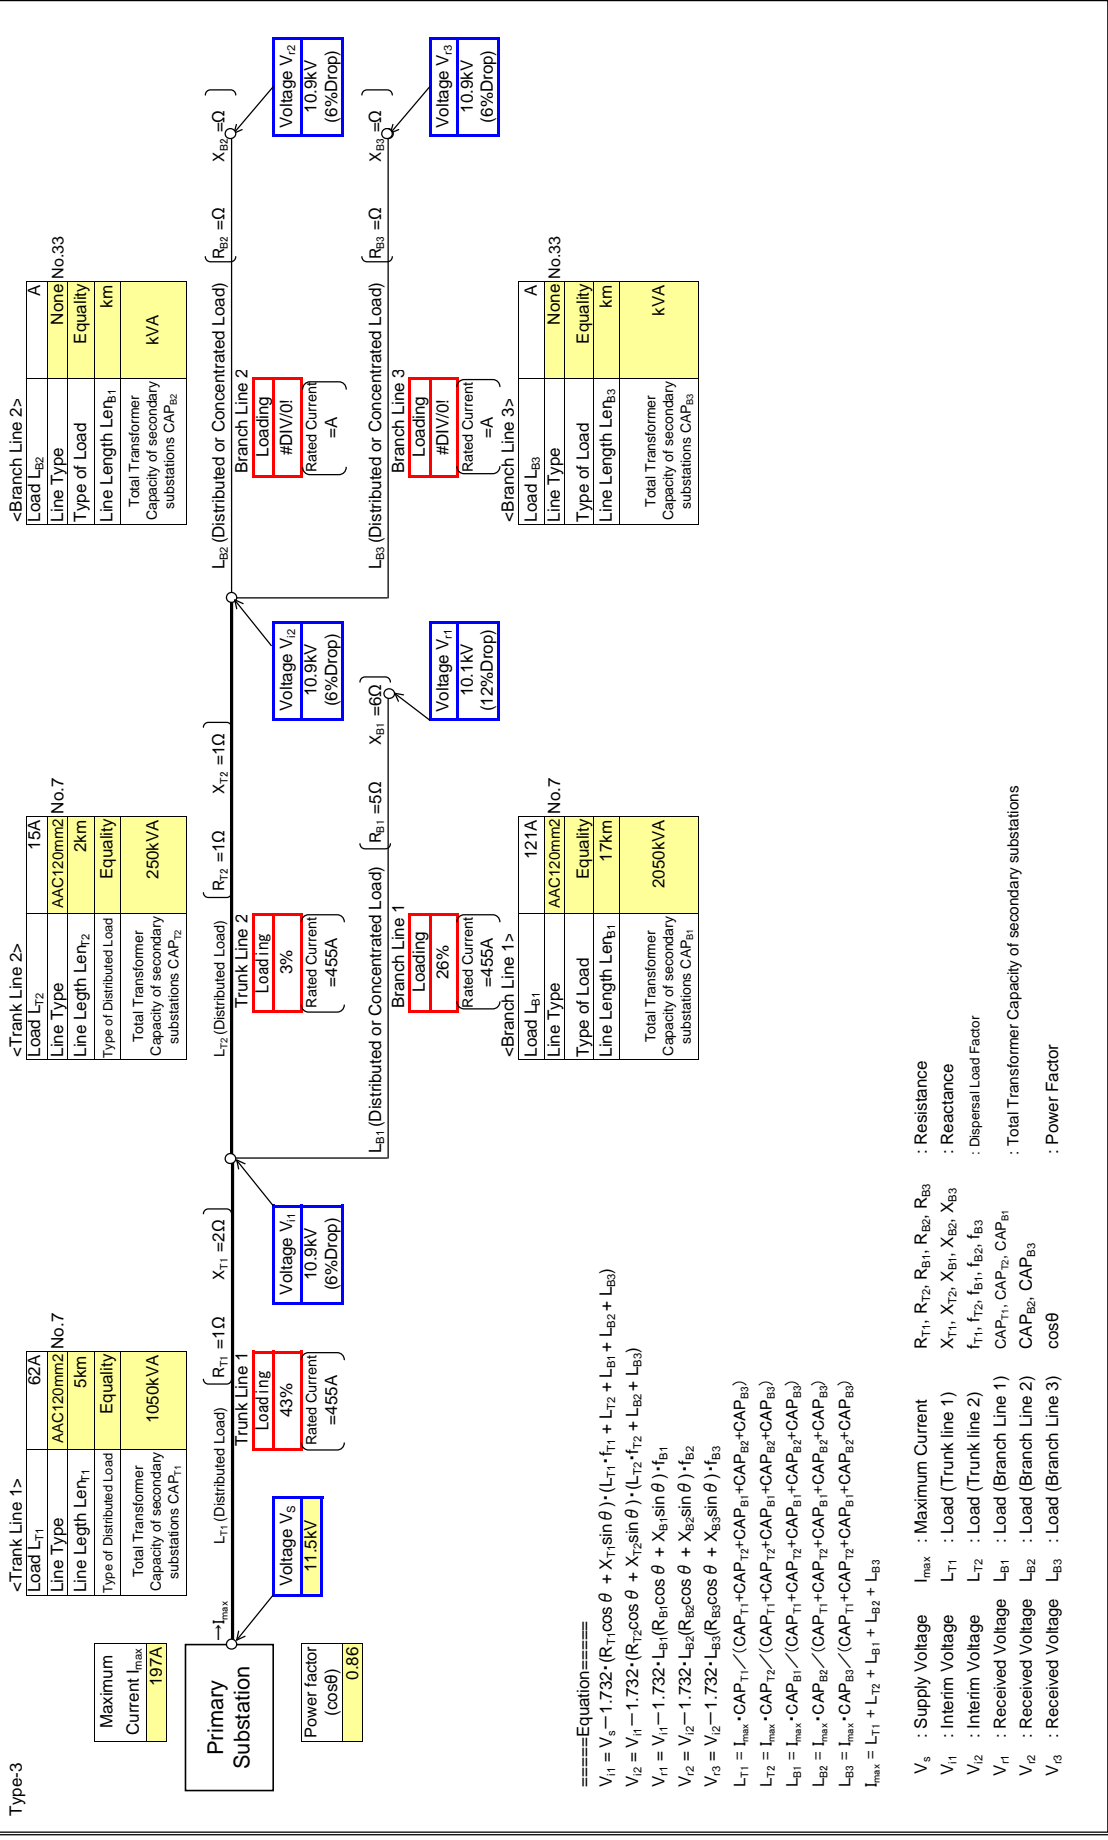 Type-3
Maximum
Current Imax
197A
Primary
Substation
Power factor
(cosθ)
0.86
→Imax
Voltage VS
11.5kV
<Trank Line 1>
Load LT1 62A
Line Type AAC120mm2 No.7
Line Length LenT1 5km
Type of Distributed Load Equality
Total Transformer
Capacity of secondary
substations CAPT1
1050kVA
LT1 (Distributed Load) RT1 =1Ω XT1 =2Ω
Trunk Line 1
Loading
43%
Rated Current
=455A
Voltage Vi1
10.9kV
(6%Drop)
<Trank Line 2>
Load LT2 15A
Line Type AAC120mm2 No.7
Line Legth LenT2 2km
Type of Distributed Load Equality
Total Transformer
Capacity of secondary
substations CAPT2
250kVA
LT2 (Distributed Load) RT2 =1Ω XT2 =1Ω
Trunk Line 2
Loading
3%
Rated Current
=455A
Voltage Vi2
10.9kV
(6%Drop)
LB1 (Distributed or Concentrated Load) RB1 =5Ω XB1 =6Ω
Branch Line 1
Loading
26%
Rated Current
=455A
Voltage Vr1
10.1kV
(12%Drop)
<Branch Line 1>
Load LB1 121A
Line Type AAC120mm2 No.7
Type of Load Equality
Line Length LenB1 17km
Total Transformer
Capacity of secondary
substations CAPB1
2050kVA
<Branch Line 2>
Load LB2 A
Line Type None No.33
Type of Load Equality
Line Length LenB1 km
Total Transformer
Capacity of secondary
substations CAPB2
kVA
LB2 (Distributed or Concentrated Load) RB2 =Ω XB2 =Ω
Branch Line 2
Loading
#DIV/0!
Rated Current
=A
Voltage Vr2
10.9kV
(6%Drop)
LB3 (Distributed or Concentrated Load) RB3 =Ω XB3 =Ω
Branch Line 3
Loading
#DIV/0!
Rated Current
=A
Voltage Vr3
10.9kV
(6%Drop)
<Branch Line 3>
Load LB3 A
Line Type None No.33
Type of Load Equality
Line Length LenB3 km
Total Transformer
Capacity of secondary
substations CAPB3
kVA
=====Equation=====
Vi1 = Vs−1.732・(RT1cos θ + XT1sin θ)・(LT1・fT1 + LT2 + LB1 + LB2 + LB3)
Vi2 = Vi1−1.732・(RT2cos θ + XT2sin θ)・(LT2・fT2 + LB2 + LB3)
Vr1 = Vi1−1.732・LB1(RB1cos θ + XB1sin θ)・fB1
Vr2 = Vi2−1.732・LB2(RB2cos θ + XB2sin θ)・fB2
Vr3 = Vi2−1.732・LB3(RB3cos θ + XB3sin θ)・fB3
LT1 = Imax・CAPT1／(CAPT1+CAPT2+CAPB1+CAPB2+CAPB3)
LT2 = Imax・CAPT2／(CAPT1+CAPT2+CAPB1+CAPB2+CAPB3)
LB1 = Imax・CAPB1／(CAPT1+CAPT2+CAPB1+CAPB2+CAPB3)
LB2 = Imax・CAPB2／(CAPT1+CAPT2+CAPB1+CAPB2+CAPB3)
LB3 = Imax・CAPB3／(CAPT1+CAPT2+CAPB1+CAPB2+CAPB3)
Imax = LT1 + LT2 + LB1 + LB2 + LB3
Vs : Supply Voltage Imax : Maximum Current RT1, RT2, RB1, RB2, RB3 : Resistance
Vi1 : Interim Voltage LT1 : Load (Trunk line 1) XT1, XT2, XB1, XB2, XB3 : Reactance
Vi2 : Interim Voltage LT2 : Load (Trunk line 2) fT1, fT2, fB1, fB2, fB3 : Dispersal Load Factor
Vr1 : Received Voltage LB1 : Load (Branch Line 1) CAPT1, CAPT2, CAPB1 : Total Transformer Capacity of secondary substations
Vr2 : Received Voltage LB2 : Load (Branch Line 2) CAPB2, CAPB3
Vr3 : Received Voltage LB3 : Load (Branch Line 3) cosθ : Power Factor